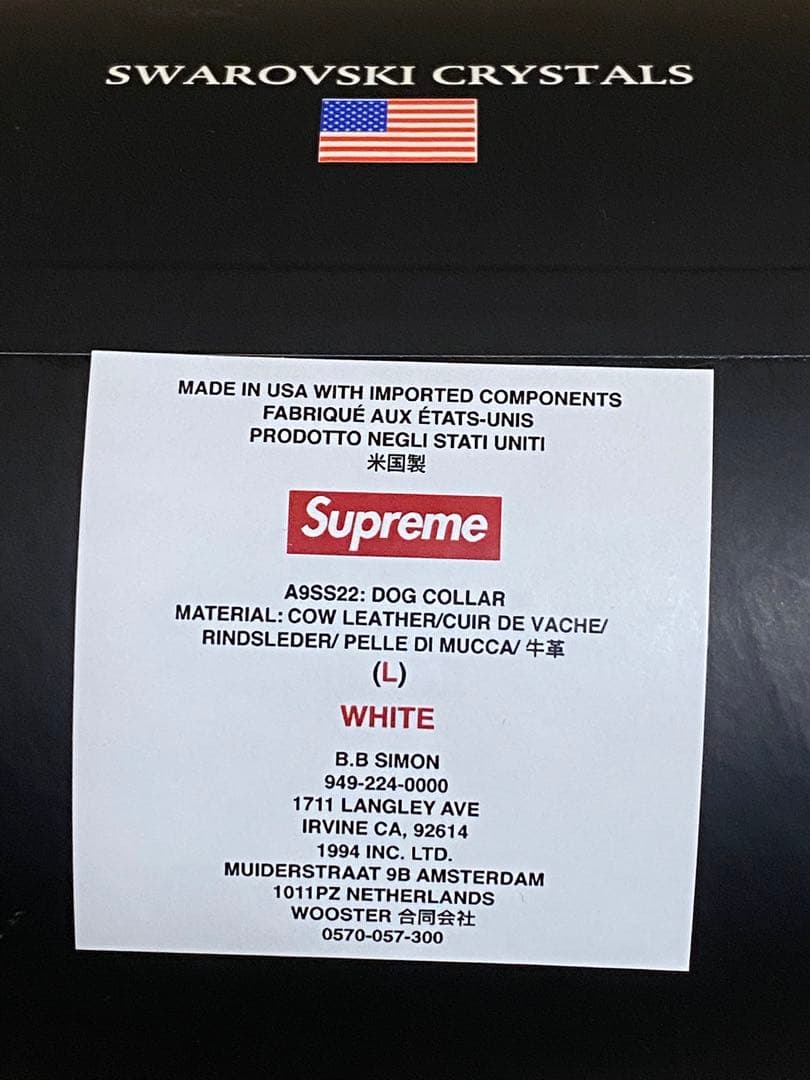 SWAROVSKI CRYSTALS
MADE IN USA WITH IMPORTED COMPONENTS
FABRIQUÉ AUX ÉTATS-UNIS
PRODOTTO NEGLI STATI UNITI
米国製
Supreme
A9SS22: DOG COLLAR
MATERIAL: COW LEATHER/CUIR DE VACHE/
RINDSLEDER/ PELLE DI MUCCA/ 牛革
(L)
WHITE
B.B SIMON
949-224-0000
1711 LANGLEY AVE
IRVINE CA, 92614
1994 INC. LTD.
MUIDERSTRAAT 9B AMSTERDAM
1011PZ NETHERLANDS
WOOSTER 合同会社
0570-057-300